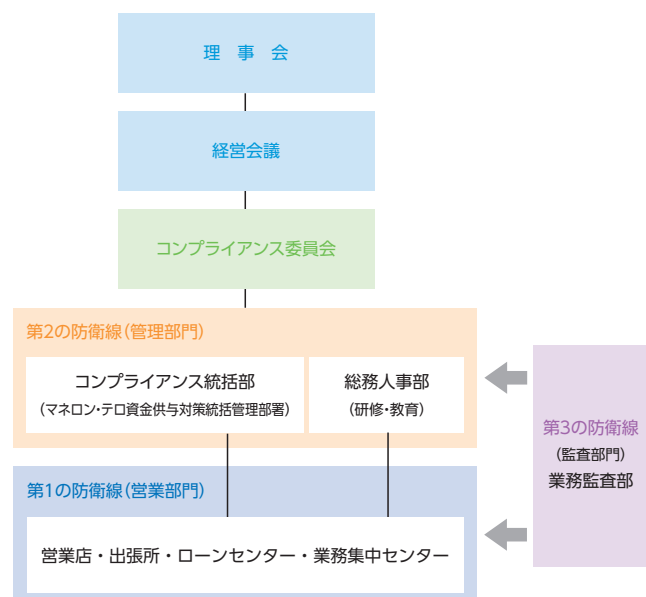 理　事　会
経営会議
コンプライアンス委員会
第2の防衛線(管理部門)
コンプライアンス統括部
(マネロン・テロ資金供与対策統括管理部署)
総務人事部
(研修・教育)
第1の防衛線(営業部門)
営業店・出張所・ローンセンター・業務集中センター
第3の防衛線
(監査部門)
業務監査部